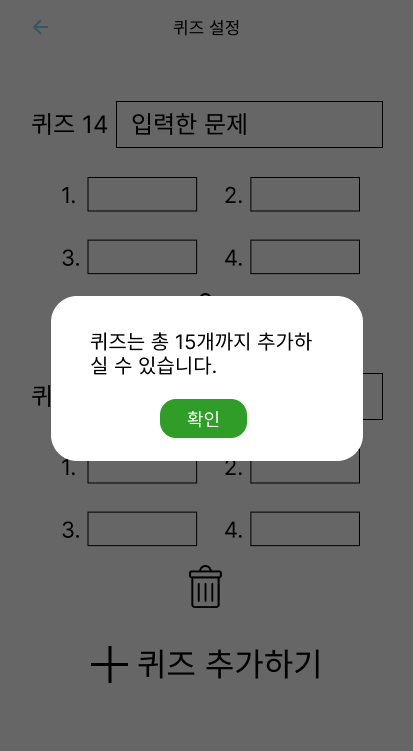 퀴즈 설정
퀴즈 14 입력한 문제
1. 2.
3. 4.
퀴즈는 총 15개까지 추가하
실 수 있습니다.
확인
1. 2.
3. 4.
퀴즈 추가하기